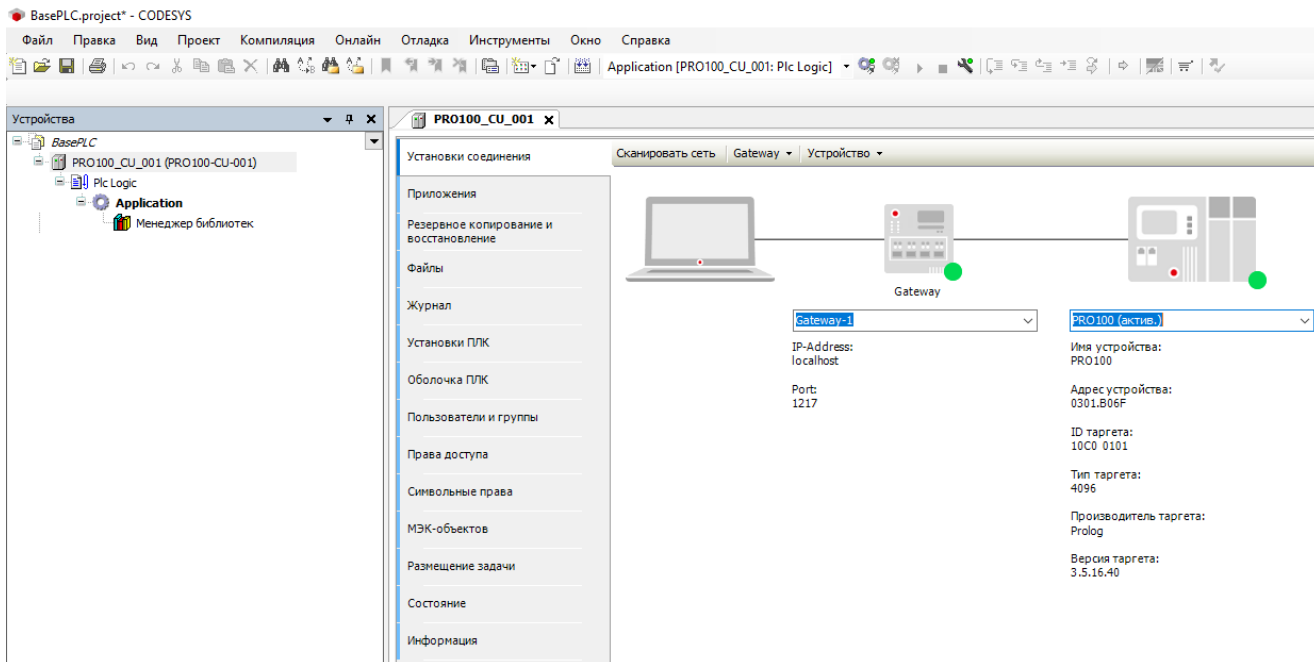 BasePLC.project* - CODESYS
Файл Правка Вид Проект Компиляция Онлайн Отладка Инструменты Окно Справка
Application [PRO100_CU_001: Plc Logic]
Устройства
BasePLC
PRO100_CU_001 (PRO100-CU-001)
Plc Logic
Application
Менеджер библиотек
PRO100_CU_001
Установки соединения
Приложения
Резервное копирование и
восстановление
Файлы
Журнал
Установки ПЛК
Оболочка ПЛК
Пользователи и группы
Права доступа
Символьные права
МЭК-объектов
Размещение задачи
Состояние
Информация
Сканировать сеть Gateway Устройство
Gateway
Gateway-1
IP-Address:
localhost
Port:
1217
PRO100 (актив.)
Имя устройства:
PRO100
Адрес устройства:
0301.B06F
ID таргета:
10C0 0101
Тип таргета:
4096
Производитель таргета:
Prolog
Версия таргета:
3.5.16.40